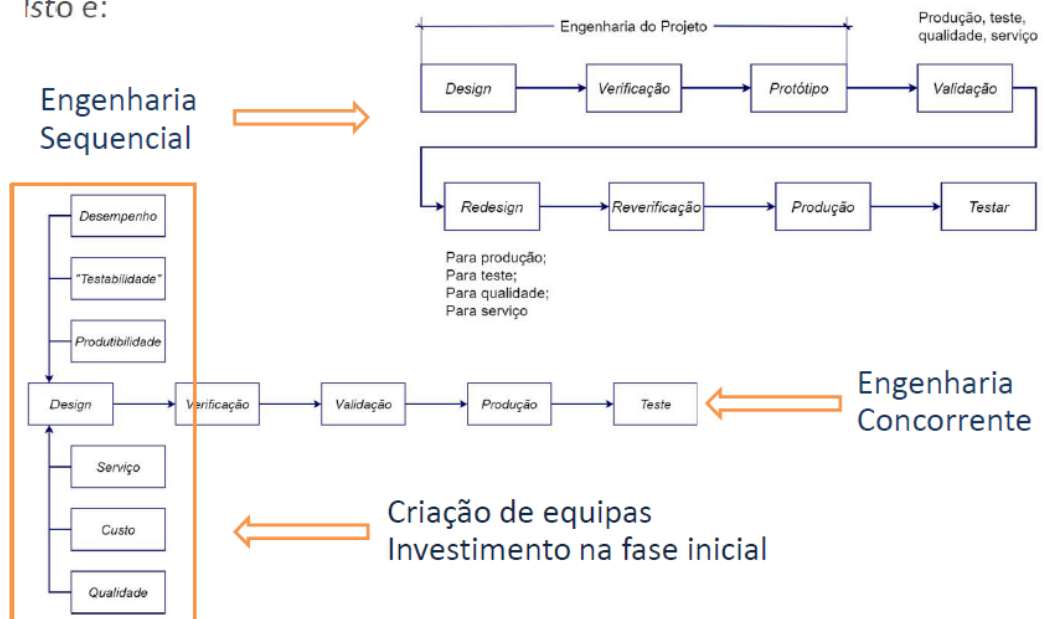 Isto é:
Engenharia do Projeto
Produção, teste,
qualidade, serviço
Engenharia
Sequencial
Design
Verificação
Protótipo
Validação
Redesign
Reverificação
Produção
Testar
Para produção;
Para teste;
Para qualidade;
Para serviço
Desempenho
"Testabilidade"
Produtibilidade
Design
Verificação
Validação
Produção
Teste
Engenharia
Concorrente
Serviço
Custo
Qualidade
Criação de equipas
Investimento na fase inicial